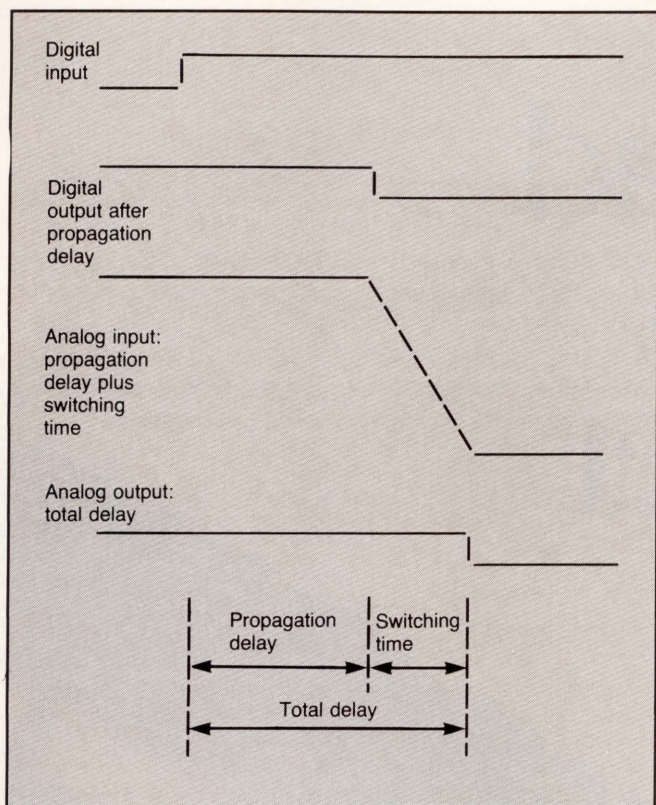 Digital
input
Digital
output after
propagation
delay
Analog input:
propagation
delay plus
switching
time
Analog output:
total delay
Propagation
delay
Switching
time
Total delay